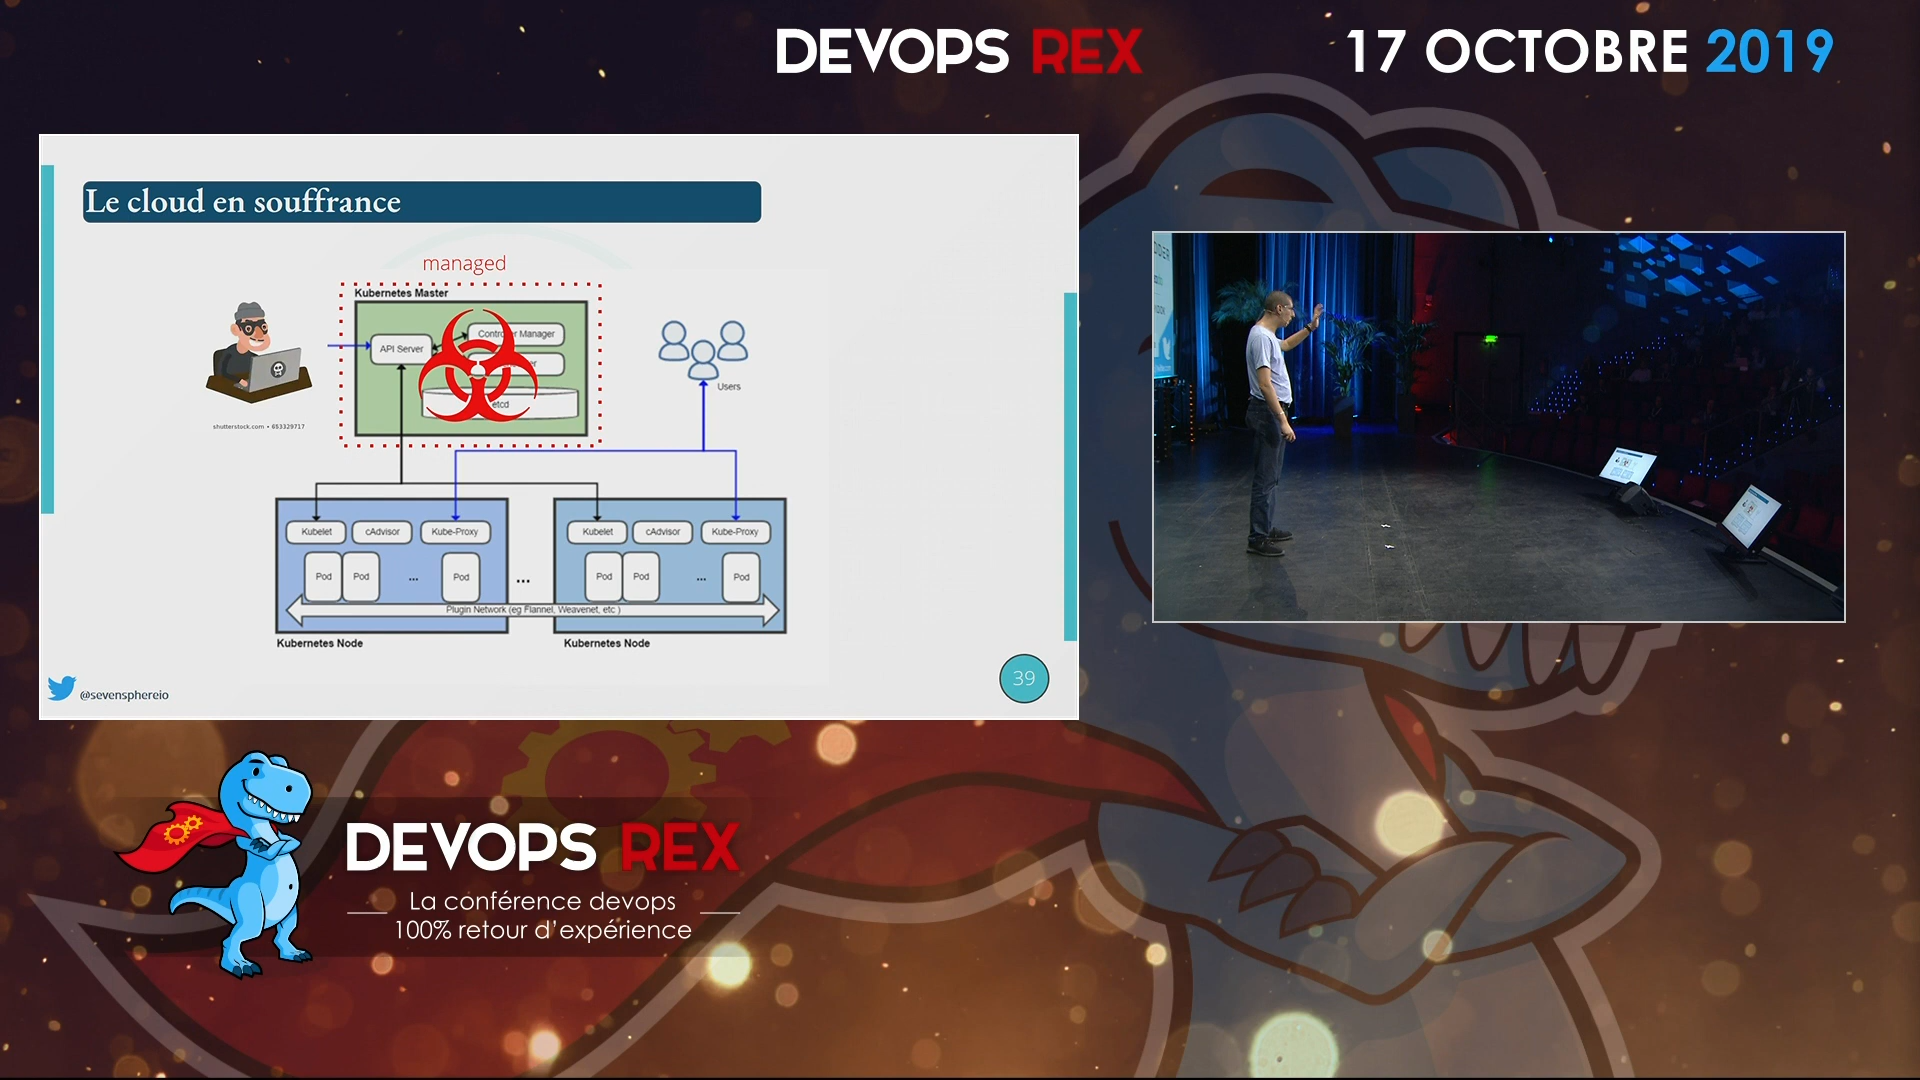 DEVOPS REX
17 OCTOBRE 2019
Le cloud en souffrance
managed
Kubernetes Master
API Server
etcd
shutterstock.com • 653329717
Users
Kubelet
cAdvisor
Kube-Proxy
Kubelet
cAdvisor
Kube-Proxy
Pod
Pod
...
Pod
...
Pod
Pod
...
Pod
Plugin Network (eg Flannel, Weavenet, etc )
Kubernetes Node
Kubernetes Node
@sevensphereio
39
DEVOPS REX
La conférence devops
100% retour d'expérience